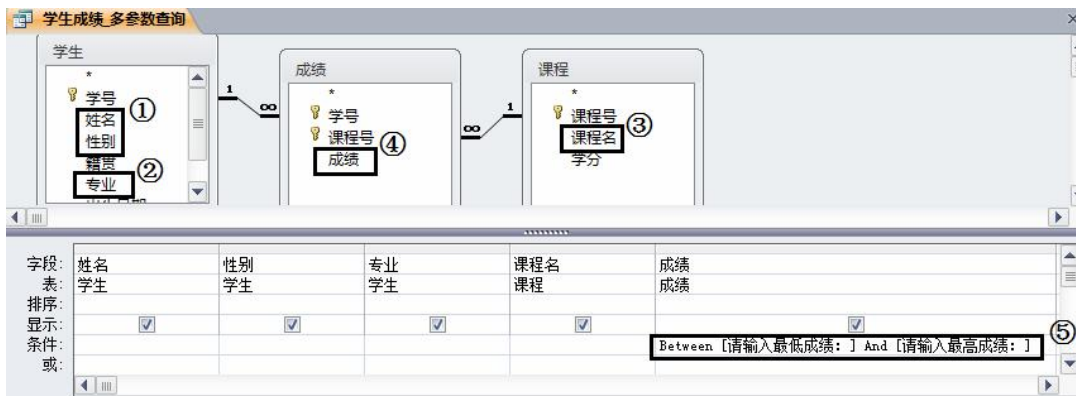 学生成绩_多参数查询
学生
*
学号
姓名
性别
籍贯
专业
①
②
1
∞
成绩
*
学号
课程号
成绩
④
∞
1
课程
*
课程号
课程名
学分
③
字段: 姓名 性别 专业 课程名 成绩
表: 学生 学生 学生 课程 成绩
排序:
显示:
条件: Between [请输入最低成绩: ] And [请输入最高成绩: ] ⑤
或: